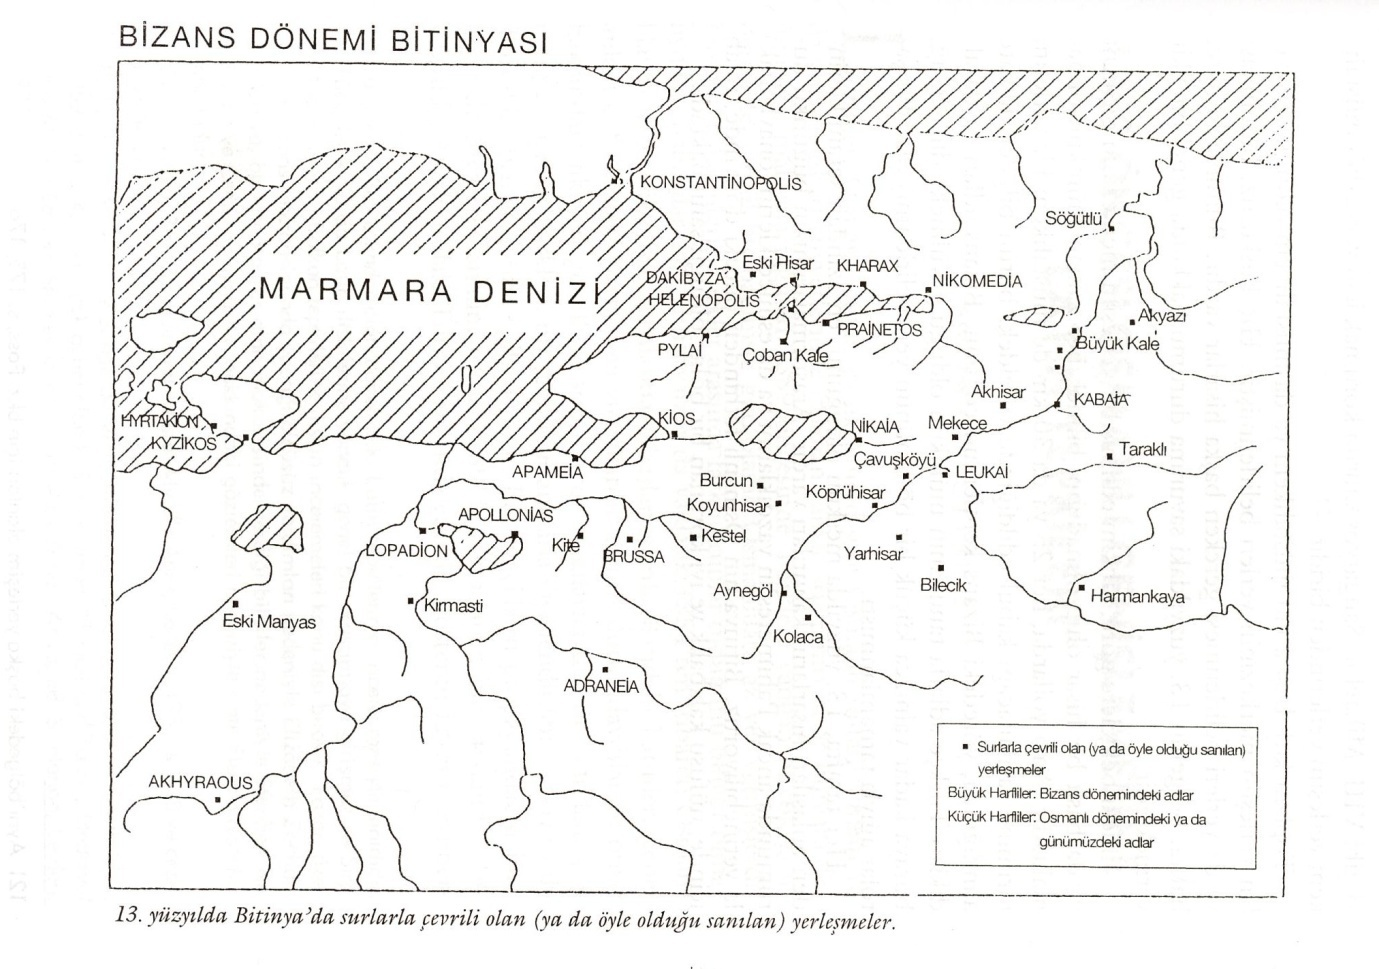 BİZANS DÖNEMİ BİTİNYASI
KONSTANTİNOPOLİS
Söğütlü
Eski Hisar
KHARAX
DAKİBYZA
NİKOMEDİA
MARMARA DENİZİ
HELENOPOLİS
Akyazı
PRAİNETOS
PYLAİ
Çoban Kale
Büyük Kale
Akhisar
KABAİA
HYRTAKİON
KİOS
NİKAİA
Mekece
KYZİKOS
Taraklı
APAMEİA
Çavuşköyü
LEUKAİ
Burcun
Köprühisar
Koyunhisar
APOLLONİAS
Kestel
LOPADİON
Kite
BRUSSA
Yarhisar
Bilecik
Aynegöl
Harmankaya
Kirmasti
Eski Manyas
Kolaca
ADRANEİA
AKHYRAOUS
Surlarla çevrili olan (ya da öyle olduğu sanılan)
yerleşmeler
Büyük Harfliler: Bizans dönemindeki adlar
Küçük Harfliler: Osmanlı dönemindeki ya da
günümüzdeki adlar
13. yüzyılda Bitinya'da surlarla çevrili olan (ya da öyle olduğu sanılan) yerleşmeler.